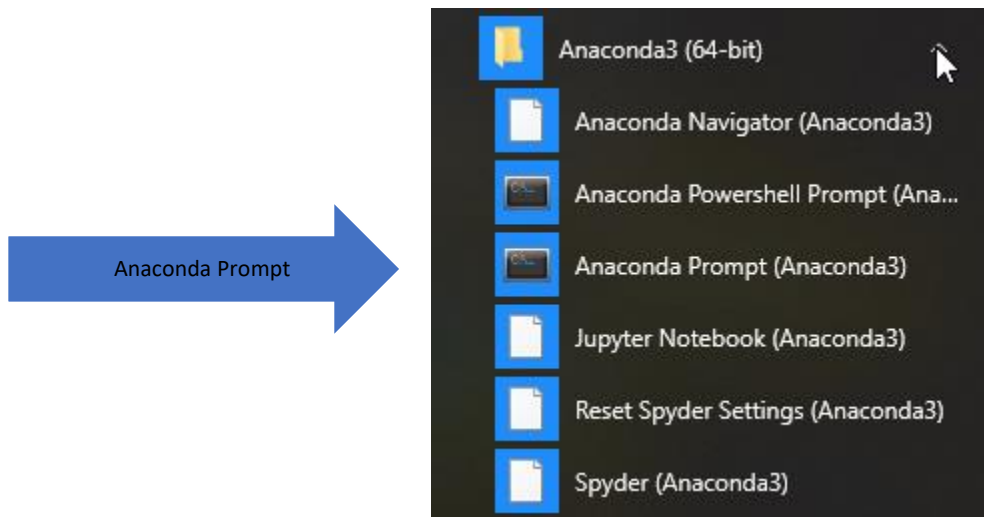 Anaconda3 (64-bit)
Anaconda Navigator (Anaconda3)
Anaconda Powershell Prompt (Ana...
Anaconda Prompt
Anaconda Prompt (Anaconda3)
Jupyter Notebook (Anaconda3)
Reset Spyder Settings (Anaconda3)
Spyder (Anaconda3)